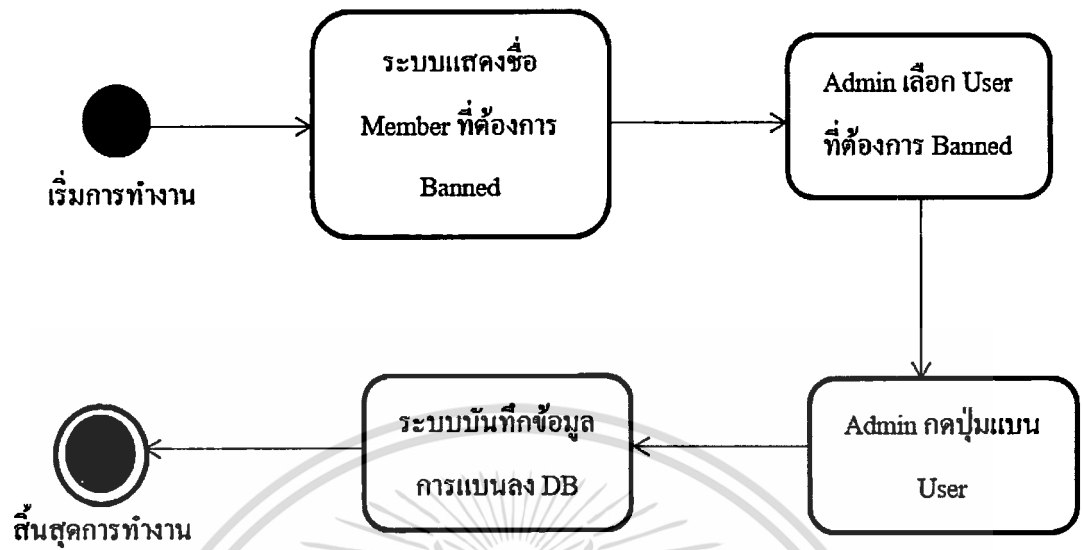 ระบบแสดงชื่อ
Member ที่ต้องการ
Banned
Admin เลือก User
ที่ต้องการ Banned
เริ่มการทำงาน
ระบบบันทึกข้อมูล
การแบนลง DB
Admin กดปุ่มแบน
User
สิ้นสุดการทำงาน